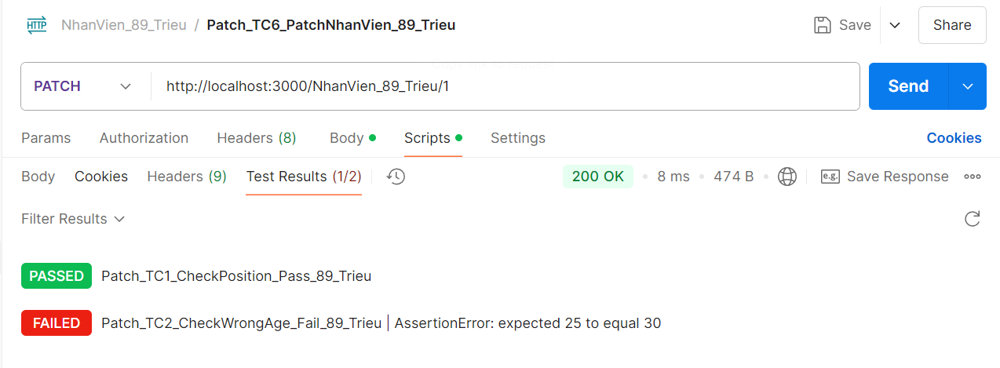 HTTP NhanVien_89_Trieu / Patch_TC6_PatchNhanVien_89_Trieu Save Share
PATCH http://localhost:3000/NhanVien_89_Trieu/1 Send
Params Authorization Headers (8) Body Scripts Settings Cookies
Body Cookies Headers (9) Test Results (1/2) 200 OK 8 ms 474 B e.g. Save Response
Filter Results
PASSED Patch_TC1_CheckPosition_Pass_89_Trieu
FAILED Patch_TC2_CheckWrongAge_Fail_89_Trieu | AssertionError: expected 25 to equal 30